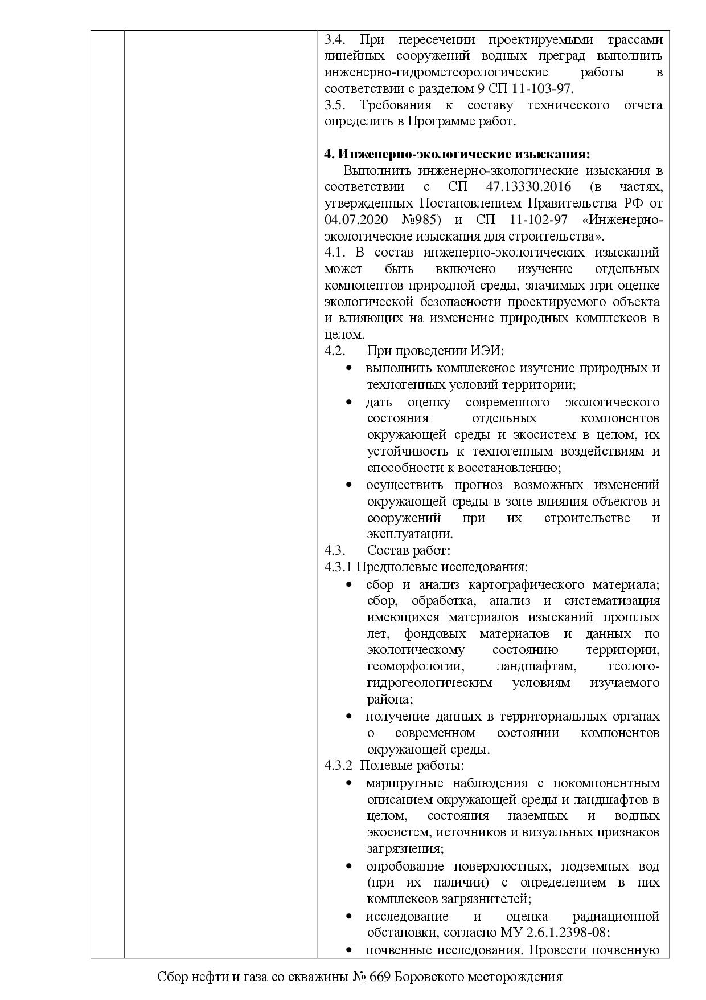 3.4. При пересечении проектируемыми трассами
линейных сооружений водных преград выполнить
инженерно-гидрометеорологические работы в
соответствии с разделом 9 СП 11-103-97.
3.5. Требования к составу технического отчета
определить в Программе работ.
4. Инженерно-экологические изыскания:
Выполнить инженерно-экологические изыскания в
соответствии с СП 47.13330.2016 (в частях,
утвержденных Постановлением Правительства РФ от
04.07.2020 №985) и СП 11-102-97 «Инженерно-
экологические изыскания для строительства».
4.1. В состав инженерно-экологических изысканий
может быть включено изучение отдельных
компонентов природной среды, значимых при оценке
экологической безопасности проектируемого объекта
и влияющих на изменение природных комплексов в
целом.
4.2. При проведении ИЭИ:
• выполнить комплексное изучение природных и
техногенных условий территории;
• дать оценку современного экологического
состояния отдельных компонентов
окружающей среды и экосистем в целом, их
устойчивость к техногенным воздействиям и
способности к восстановлению;
• осуществить прогноз возможных изменений
окружающей среды в зоне влияния объектов и
сооружений при их строительстве и
эксплуатации.
4.3. Состав работ:
4.3.1 Предполевые исследования:
• сбор и анализ картографического материала;
сбор, обработка, анализ и систематизация
имеющихся материалов изысканий прошлых
лет, фондовых материалов и данных по
экологическому состоянию территории,
геоморфологии, ландшафтам, геолого-
гидрогеологическим условиям изучаемого
района;
• получение данных в территориальных органах
о современном состоянии компонентов
окружающей среды.
4.3.2 Полевые работы:
• маршрутные наблюдения с покомпонентным
описанием окружающей среды и ландшафтов в
целом, состояния наземных и водных
экосистем, источников и визуальных признаков
загрязнения;
• опробование поверхностных, подземных вод
(при их наличии) с определением в них
комплексов загрязнителей;
• исследование и оценка радиационной
обстановки, согласно МУ 2.6.1.2398-08;
• почвенные исследования. Провести почвенную
Сбор нефти и газа со скважины № 669 Боровского месторождения